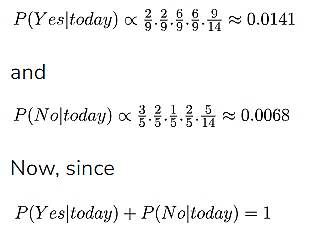 P(Yes|today) ∝ 2/9 . 2/9 . 6/9 . 6/9 . 9/14 ≈ 0.0141
and
P(No|today) ∝ 3/5 . 2/5 . 1/5 . 2/5 . 5/14 ≈ 0.0068
Now, since
P(Yes|today) + P(No|today) = 1